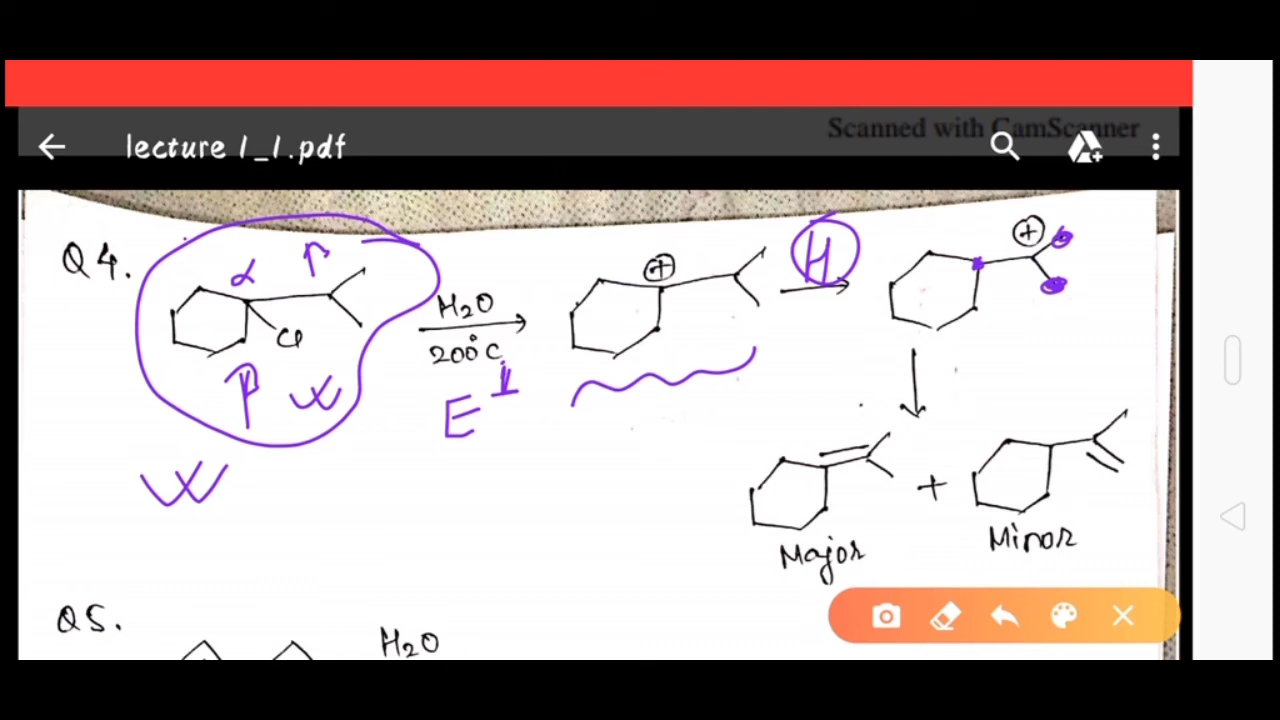 Scanned with CamScanner
lecture 1_1.pdf
Q4.
α β
Cl
β
H₂O
200°C
E1
⊕
H
⊕
+
Major
Minor
Q5.
H₂O